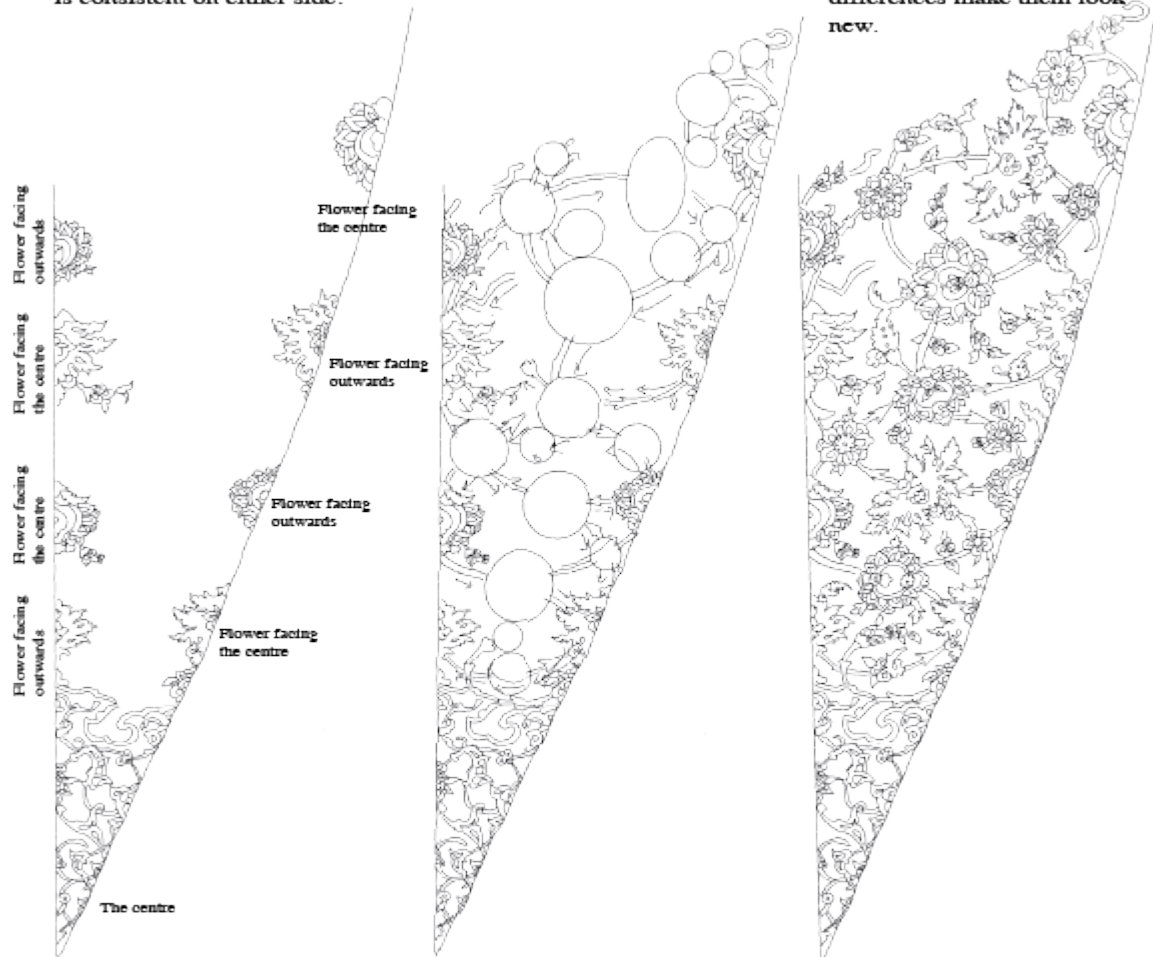 is consistent on either side.
differences make them look
new.
Flower facing
outwards
Flower facing
the centre
Flower facing
the centre
Flower facing
outwards
Flower facing
the centre
Flower facing
outwards
Flower facing
outwards
Flower facing
the centre
The centre